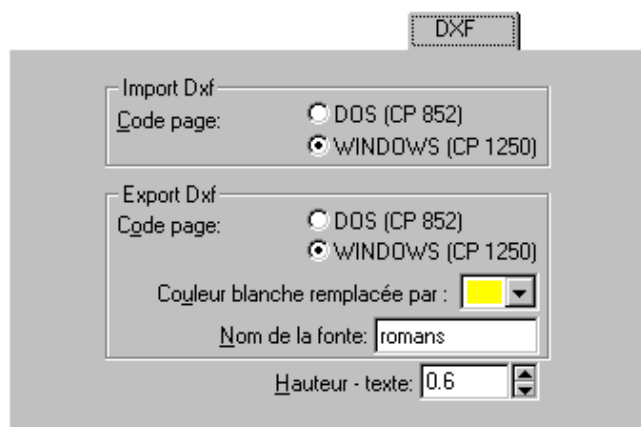 DXF
Import Dxf
Code page: DOS (CP 852)
WINDOWS (CP 1250)
Export Dxf
Code page: DOS (CP 852)
WINDOWS (CP 1250)
Couleur blanche remplacée par :
Nom de la fonte: romans
Hauteur - texte: 0.6